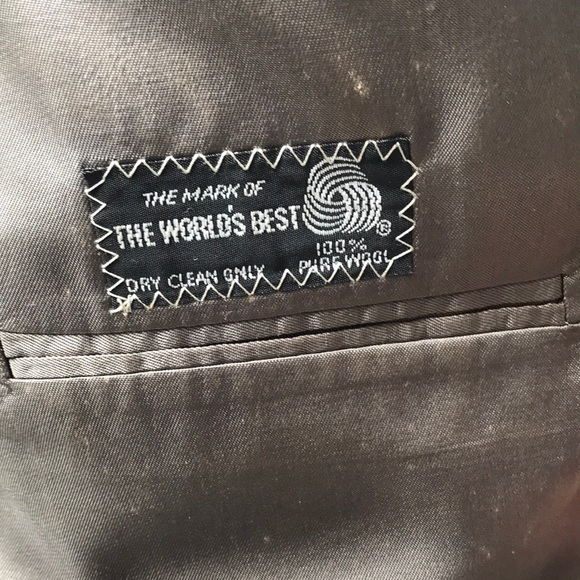 THE MARK OF
THE WORLD'S BEST
®
100%
PURE WOOL
DRY CLEAN ONLY